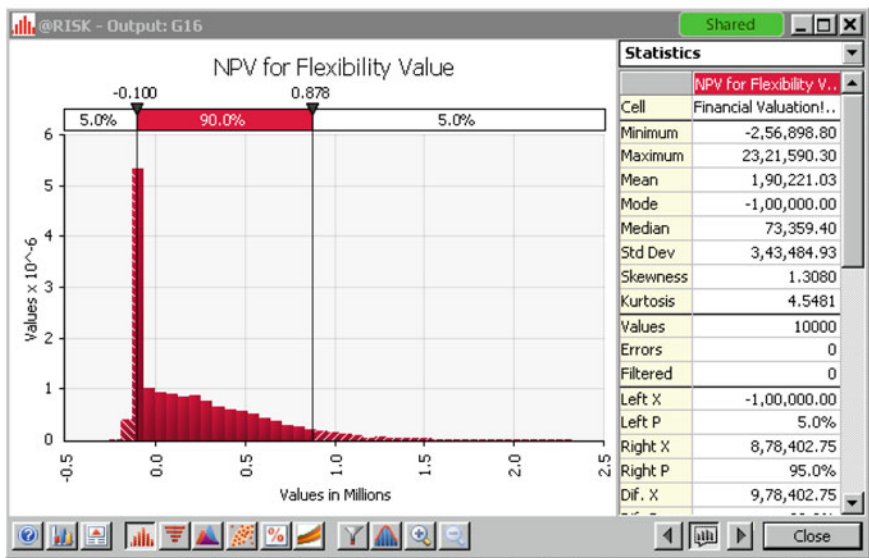 @RISK - Output: G16
Shared
NPV for Flexibility Value
-0.100 0.878
5.0% 90.0% 5.0%
6
5
4
3
2
1
0
Values x 10^-6
-0.5 0.0 0.5 1.0 1.5 2.0 2.5
Values in Millions
Statistics
NPV for Flexibility V..
Cell Financial Valuation!..
Minimum -2,56,898.80
Maximum 23,21,590.30
Mean 1,90,221.03
Mode -1,00,000.00
Median 73,359.40
Std Dev 3,43,484.93
Skewness 1.3080
Kurtosis 4.5481
Values 10000
Errors 0
Filtered 0
Left X -1,00,000.00
Left P 5.0%
Right X 8,78,402.75
Right P 95.0%
Dif. X 9,78,402.75
Close